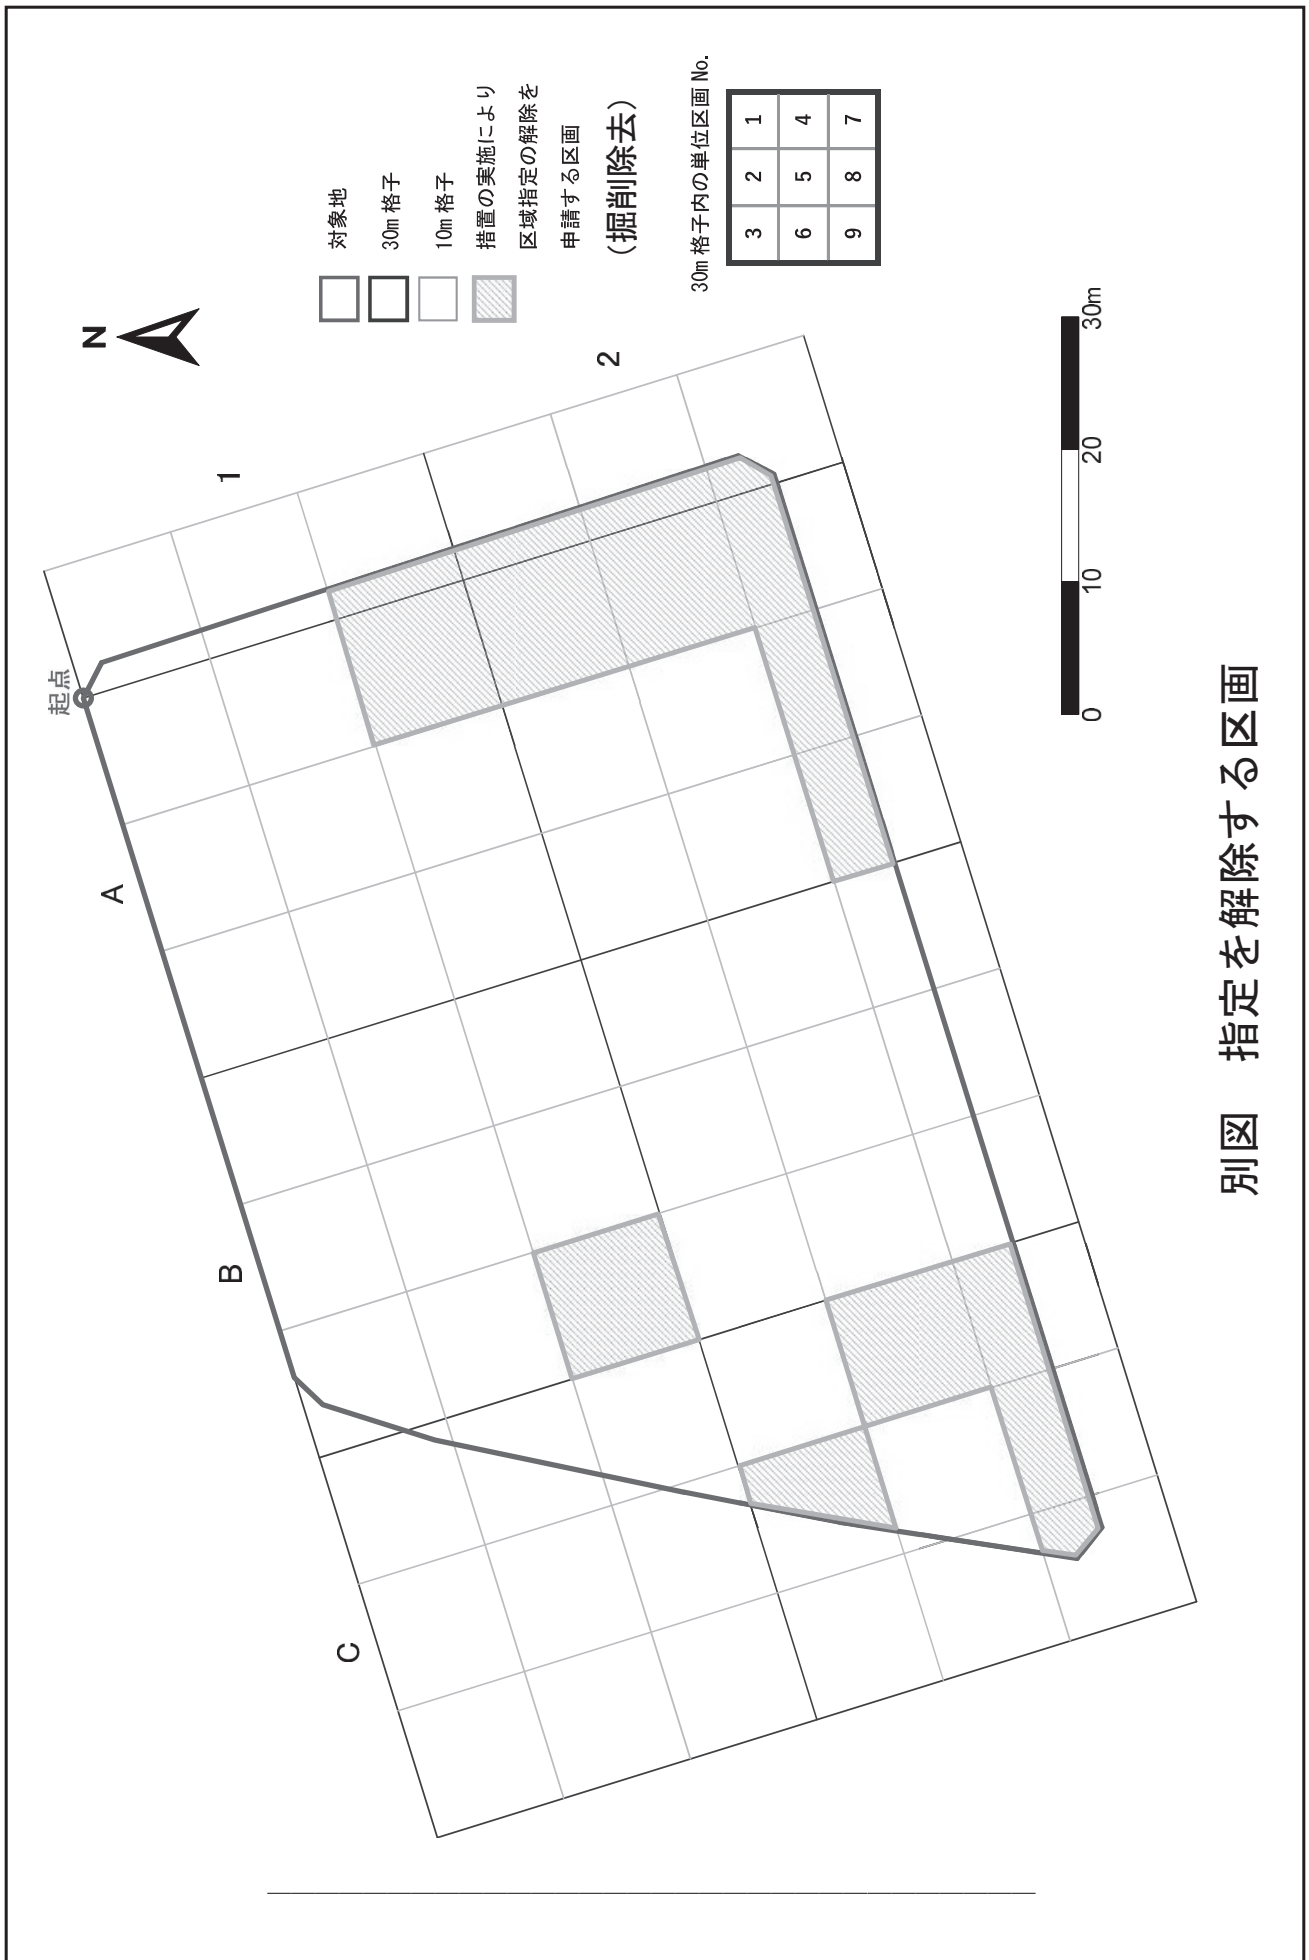 N
対象地
30m 格子
10m 格子
措置の実施により
区域指定の解除を
申請する区画
（掘削除去）
30m 格子内の単位区画 No.
3 2 1
6 5 4
9 8 7
起点
A
B
C
1
2
0 10 20 30m
別図 指定を解除する区画